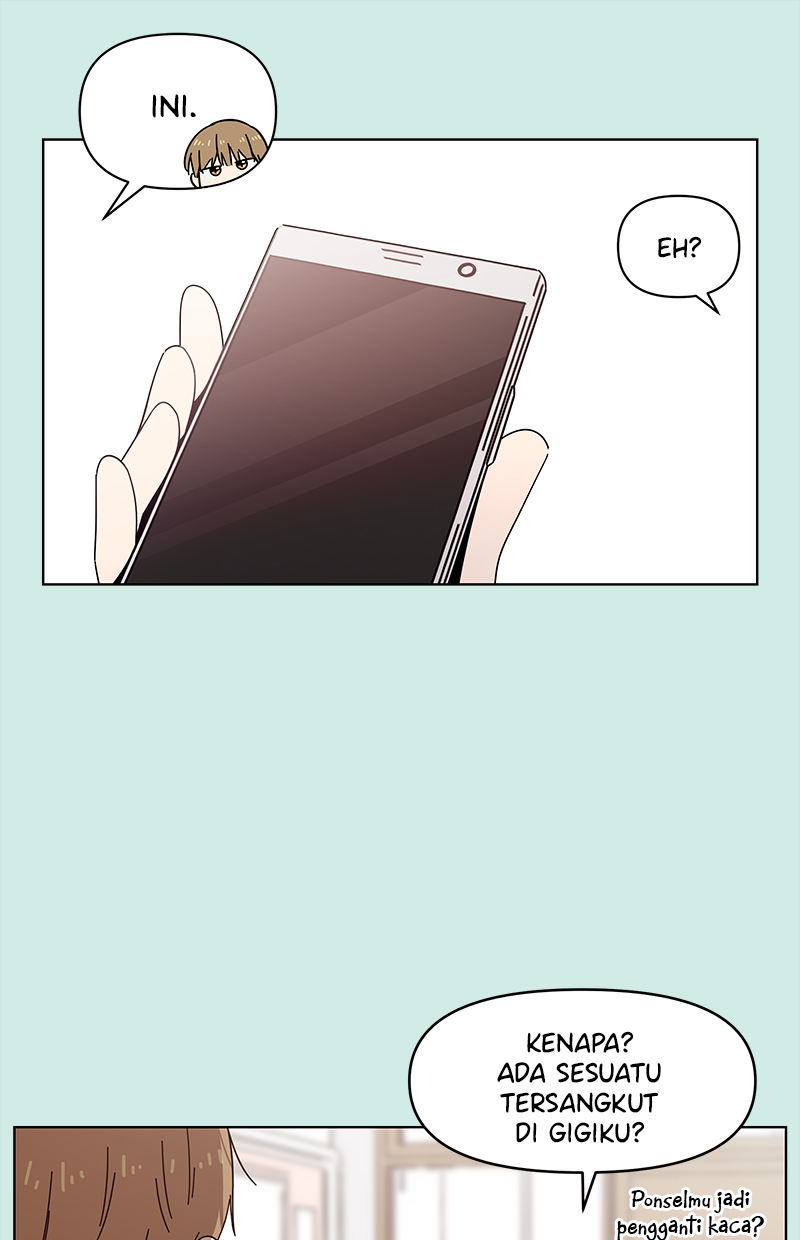 INI.
EH?
KENAPA?
ADA SESUATU
TERSANGKUT
DI GIGIKU?
Ponselmu jadi
pengganti kaca?